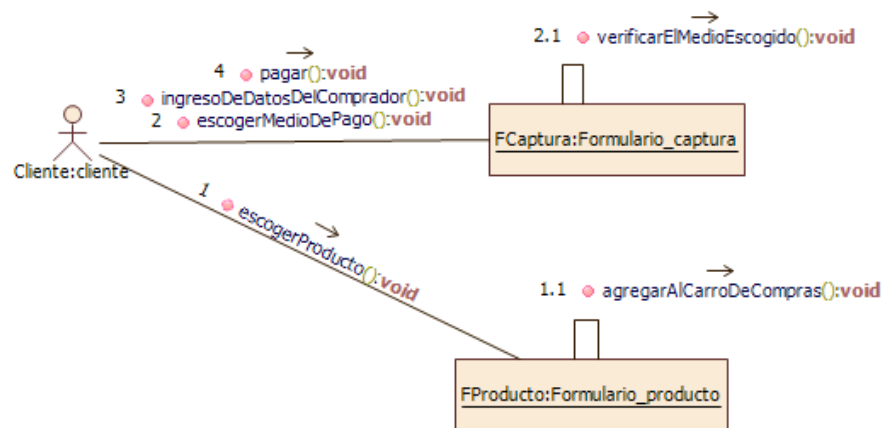 2.1 verificarElMedioEscogido():void
4 pagar():void
3 ingresoDeDatosDelComprador():void
2 escogerMedioDePago():void
FCaptura:Formulario_captura
Cliente:cliente
1 escogerProducto():void
1.1 agregarAlCarroDeCompras():void
FProducto:Formulario_producto